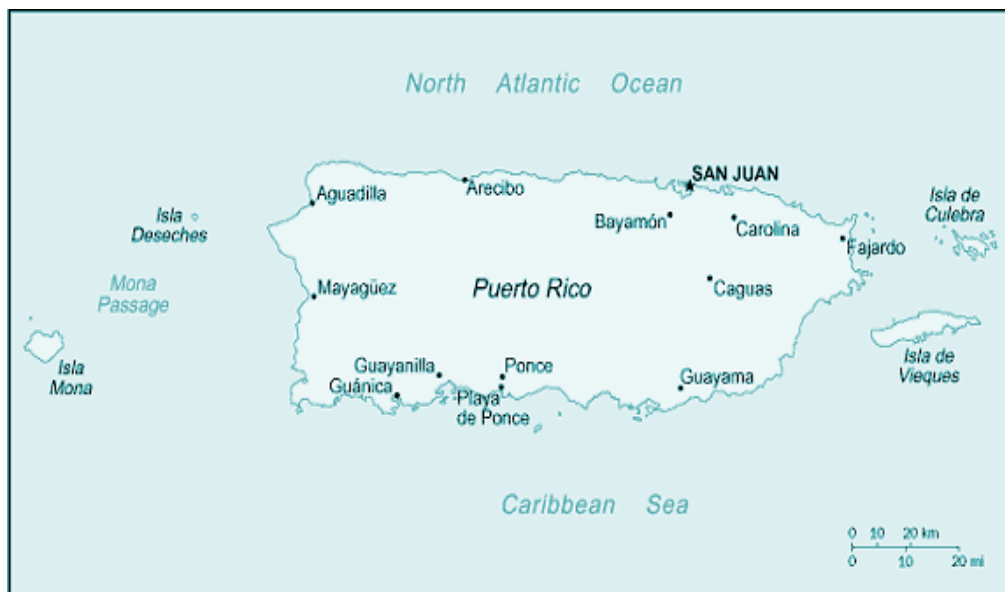 North Atlantic Ocean
SAN JUAN
Aguadilla
Arecibo
Isla
Deseches
Bayamón
Carolina
Isla de
Culebra
Fajardo
Mona
Passage
Mayagüez
Puerto Rico
Caguas
Isla
Mona
Guayanilla
Ponce
Guayama
Isla de
Vieques
Guánica
Playa
de Ponce
Caribbean Sea
0 10 20 km
0 10 20 mi